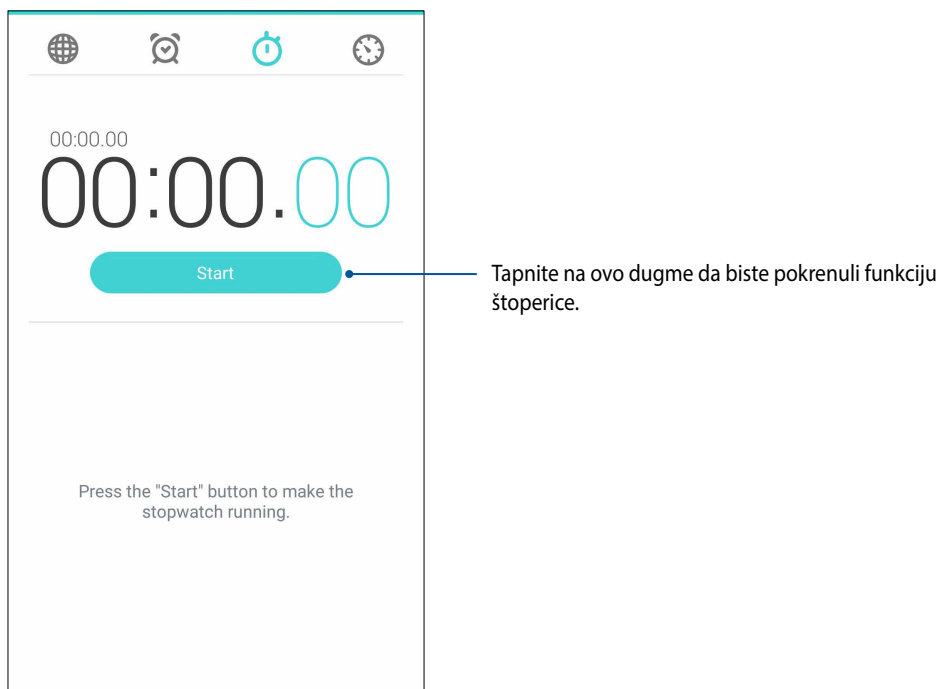 00:00.00
00:00.00
Start
Tapnite na ovo dugme da biste pokrenuli funkciju
štoperice.
Press the "Start" button to make the
stopwatch running.